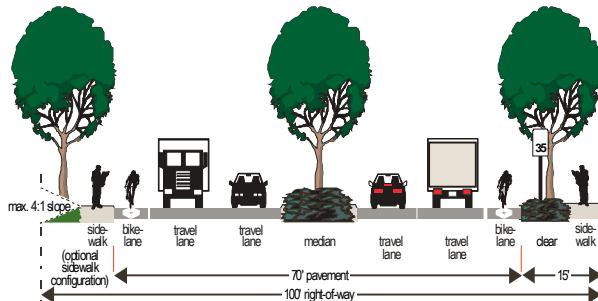 35
max. 4:1 slope
side-
walk
(optional
sidewalk
configuration)
bike-
lane
travel
lane
travel
lane
median
travel
lane
travel
lane
bike-
lane
clear
side-
walk
70' pavement
15'
100' right-of-way